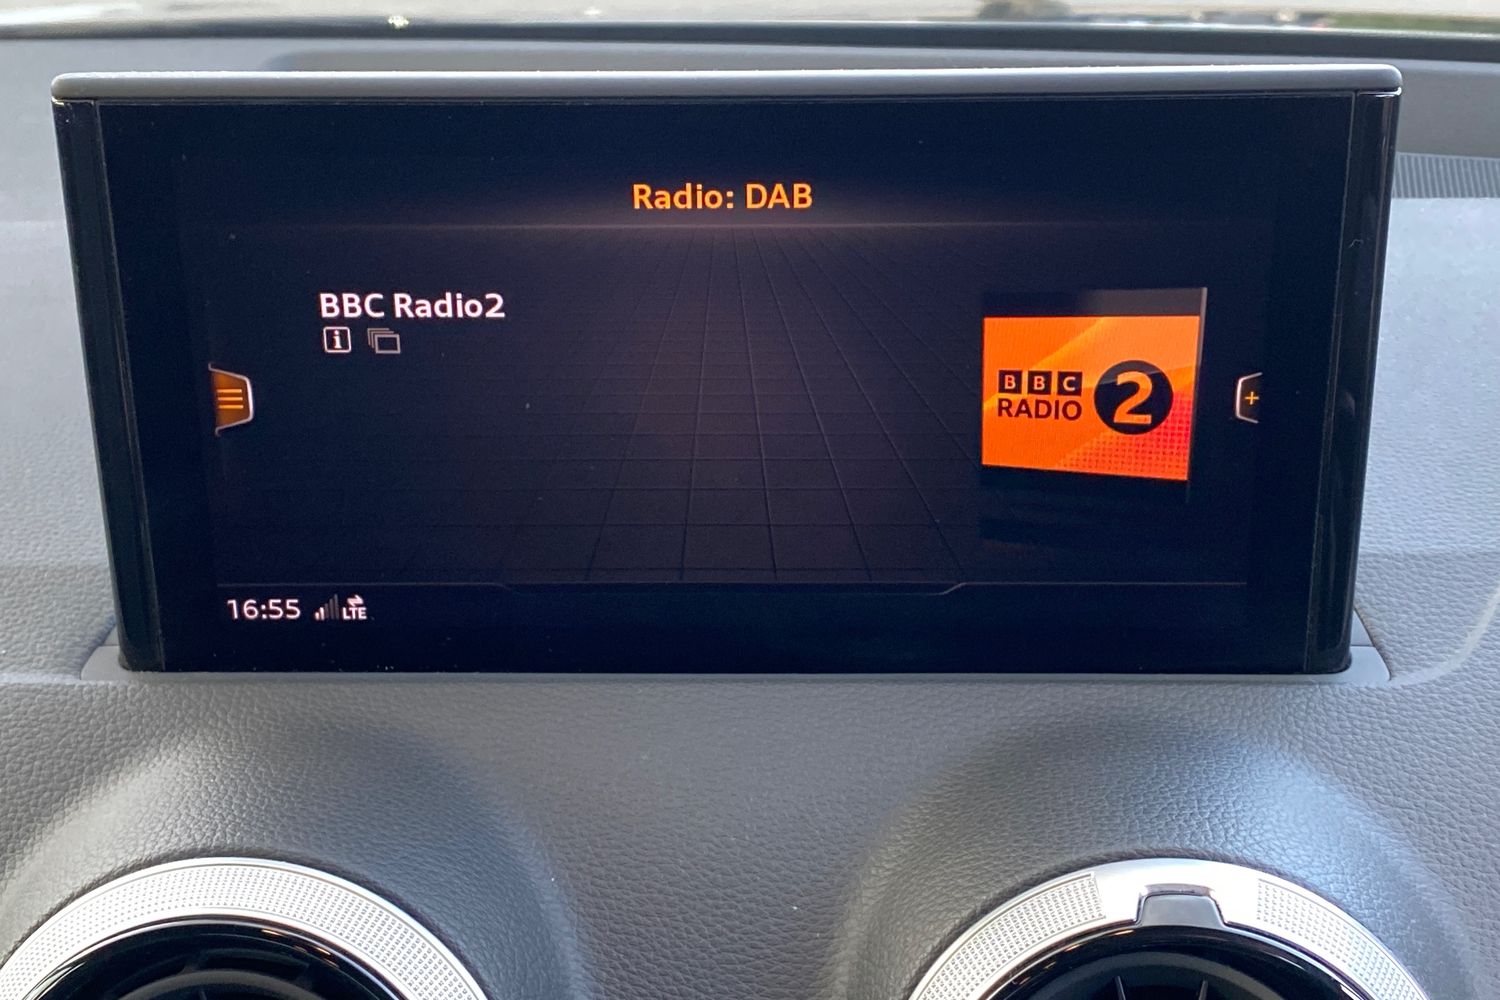 Radio: DAB
BBC Radio2
i
BBC
RADIO 2
16:55 LTE